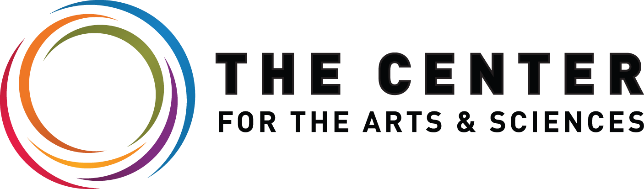 THE CENTER
FOR THE ARTS & SCIENCES